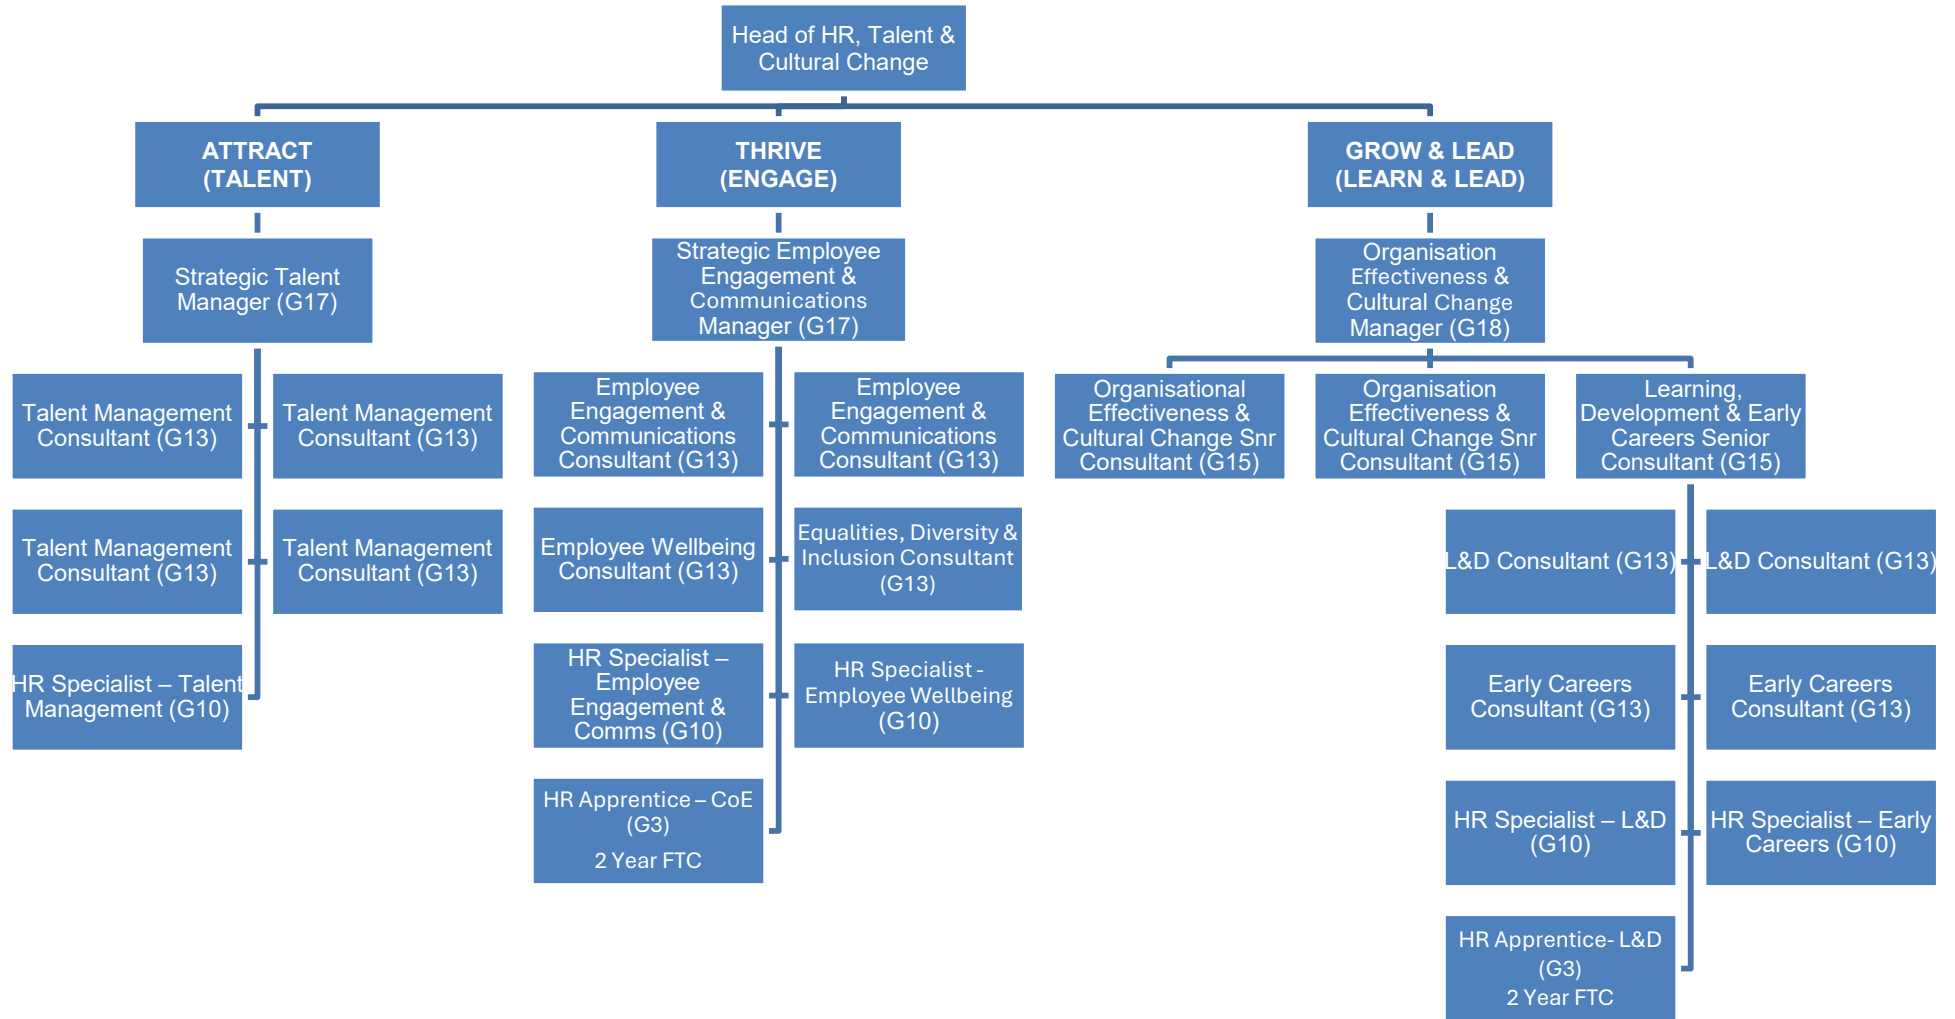 Head of HR, Talent &
Cultural Change
ATTRACT
(TALENT)
THRIVE
(ENGAGE)
GROW & LEAD
(LEARN & LEAD)
Strategic Talent
Manager (G17)
Strategic Employee
Engagement &
Communications
Manager (G17)
Organisation
Effectiveness &
Cultural Change
Manager (G18)
Talent Management
Consultant (G13)
Talent Management
Consultant (G13)
Employee
Engagement &
Communications
Consultant (G13)
Employee
Engagement &
Communications
Consultant (G13)
Organisational
Effectiveness &
Cultural Change Snr
Consultant (G15)
Organisation
Effectiveness &
Cultural Change Snr
Consultant (G15)
Learning,
Development & Early
Careers Senior
Consultant (G15)
Talent Management
Consultant (G13)
Talent Management
Consultant (G13)
Employee Wellbeing
Consultant (G13)
Equalities, Diversity &
Inclusion Consultant
(G13)
L&D Consultant (G13)
L&D Consultant (G13)
HR Specialist – Talent
Management (G10)
HR Specialist –
Employee
Engagement &
Comms (G10)
HR Specialist -
Employee Wellbeing
(G10)
Early Careers
Consultant (G13)
Early Careers
Consultant (G13)
HR Apprentice – CoE
(G3)
2 Year FTC
HR Specialist – L&D
(G10)
HR Specialist – Early
Careers (G10)
HR Apprentice- L&D
(G3)
2 Year FTC